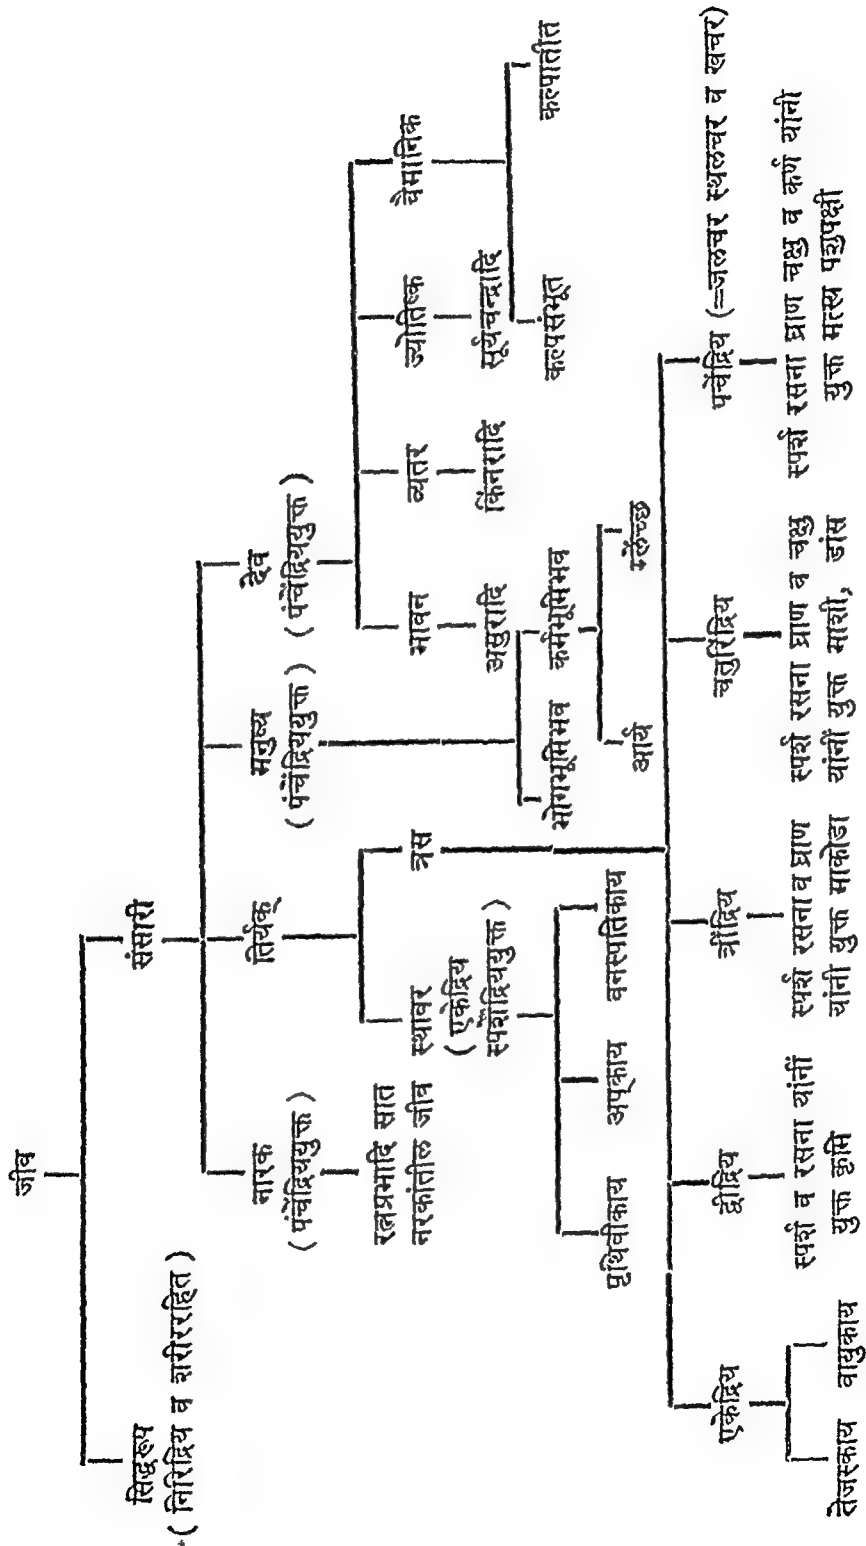 जीव
सिद्धरूप
( निरिंद्रिय व शरीररहित )
संसारी
नारक
( पंचेंद्रिययुक्त )
रत्नप्रभादि सात
नरकांतील जीव
तिर्यक्
मनुष्य
( पंचेंद्रिययुक्त )
देव
( पंचेंद्रिययुक्त )
स्थावर
( एकेंद्रिय
स्पर्शेंद्रिययुक्त )
त्रस
भावन
असुरादि
व्यंतर
किंनरादि
ज्योतिष्क
सूर्यचन्द्रादि
वैमानिक
कल्पसंभूत
कल्पातीत
भोगभूमिभव
कर्मभूमिभव
आर्य
म्लेंच्छ
पृथिवीकाय
अप्काय
वनस्पतिकाय
एकेंद्रिय
तेजस्काय
वायुकाय
द्वींद्रिय
स्पर्श व रसना यांनीं
युक्त कृमि
त्रींद्रिय
स्पर्श रसना व घ्राण
यांनी युक्त माकोडा
चतुरिंद्रिय
स्पर्श रसना घ्राण व चक्षु
यांनीं युक्त माशी, डांस
पचेंद्रिय (=जलचर स्थलचर व खचर)
स्पर्श रसना घ्राण चक्षु व कर्ण यांनी
युक्त मत्स्य पशुपक्षी